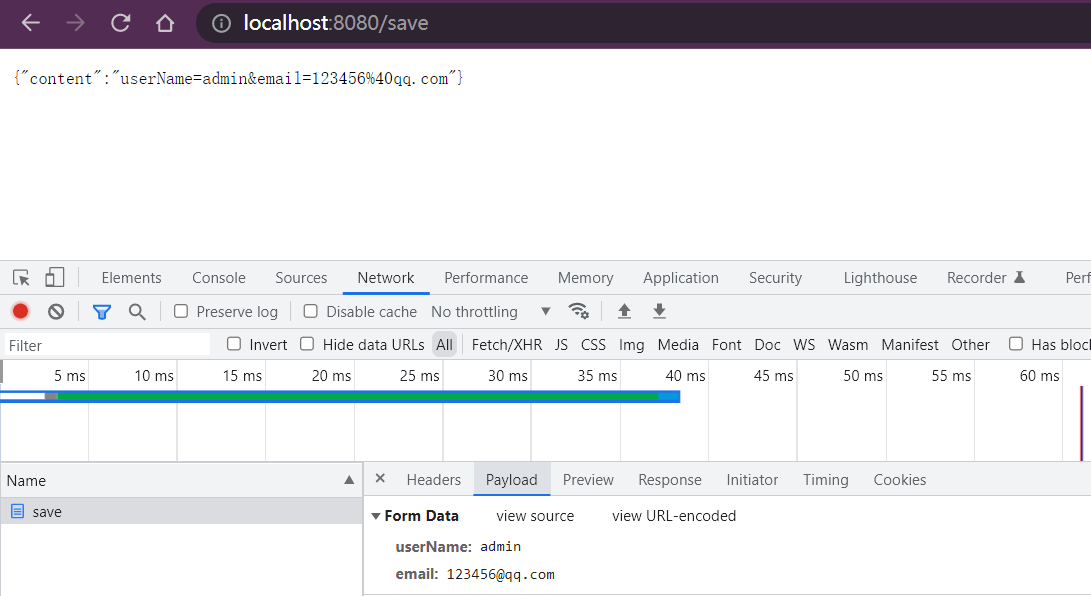 localhost:8080/save
{"content":"userName=admin&email=123456%40qq.com"}
Elements Console Sources Network Performance Memory Application Security Lighthouse Recorder Perf
Preserve log Disable cache No throttling
Filter Invert Hide data URLs All Fetch/XHR JS CSS Img Media Font Doc WS Wasm Manifest Other Has bloc
5 ms 10 ms 15 ms 20 ms 25 ms 30 ms 35 ms 40 ms 45 ms 50 ms 55 ms 60 ms
Name Headers Payload Preview Response Initiator Timing Cookies
save Form Data view source view URL-encoded
userName: admin
email: 123456@qq.com